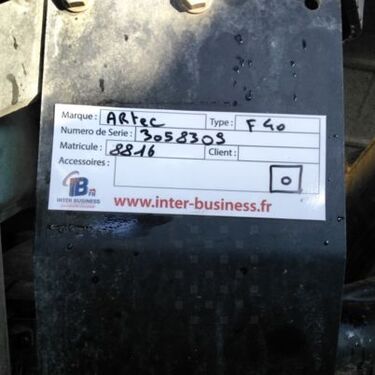 Marque : ARtec Type : F40
Numero de Serie : 3058309
Matricule : 8816 Client :
Accessoires :
0
IB
INTER BUSINESS
www.inter-business.fr